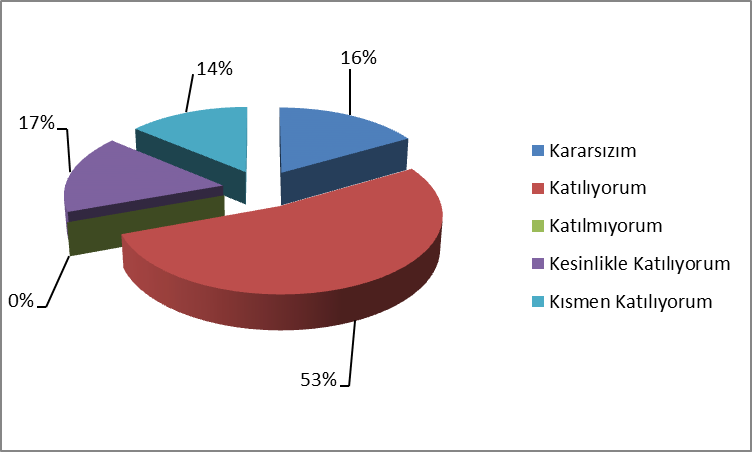 16%
14%
17%
0%
53%
Kararsızım
Katılıyorum
Katılmıyorum
Kesinlikle Katılıyorum
Kısmen Katılıyorum